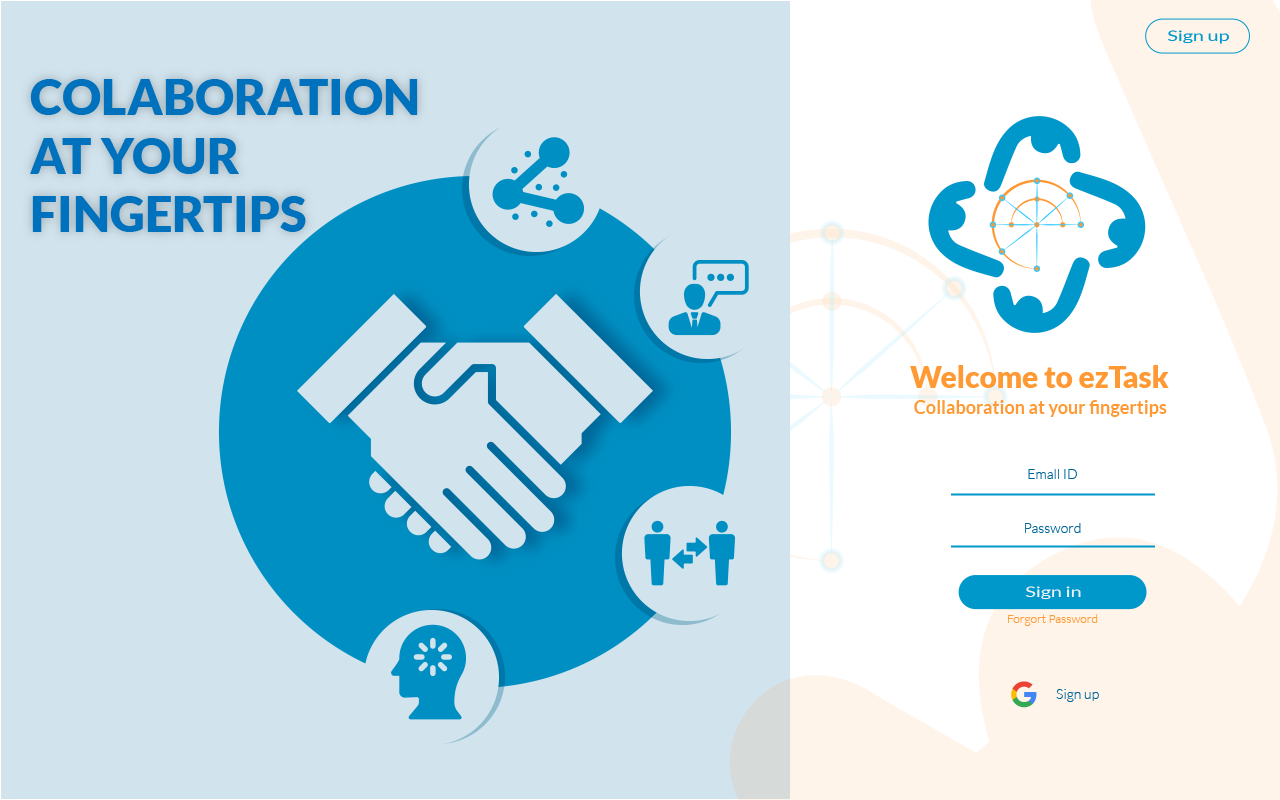 COLABORATION
AT YOUR
FINGERTIPS
Sign up
Welcome to ezTask
Collaboration at your fingertips
Emall ID
Password
Sign in
Forgort Password
Sign up